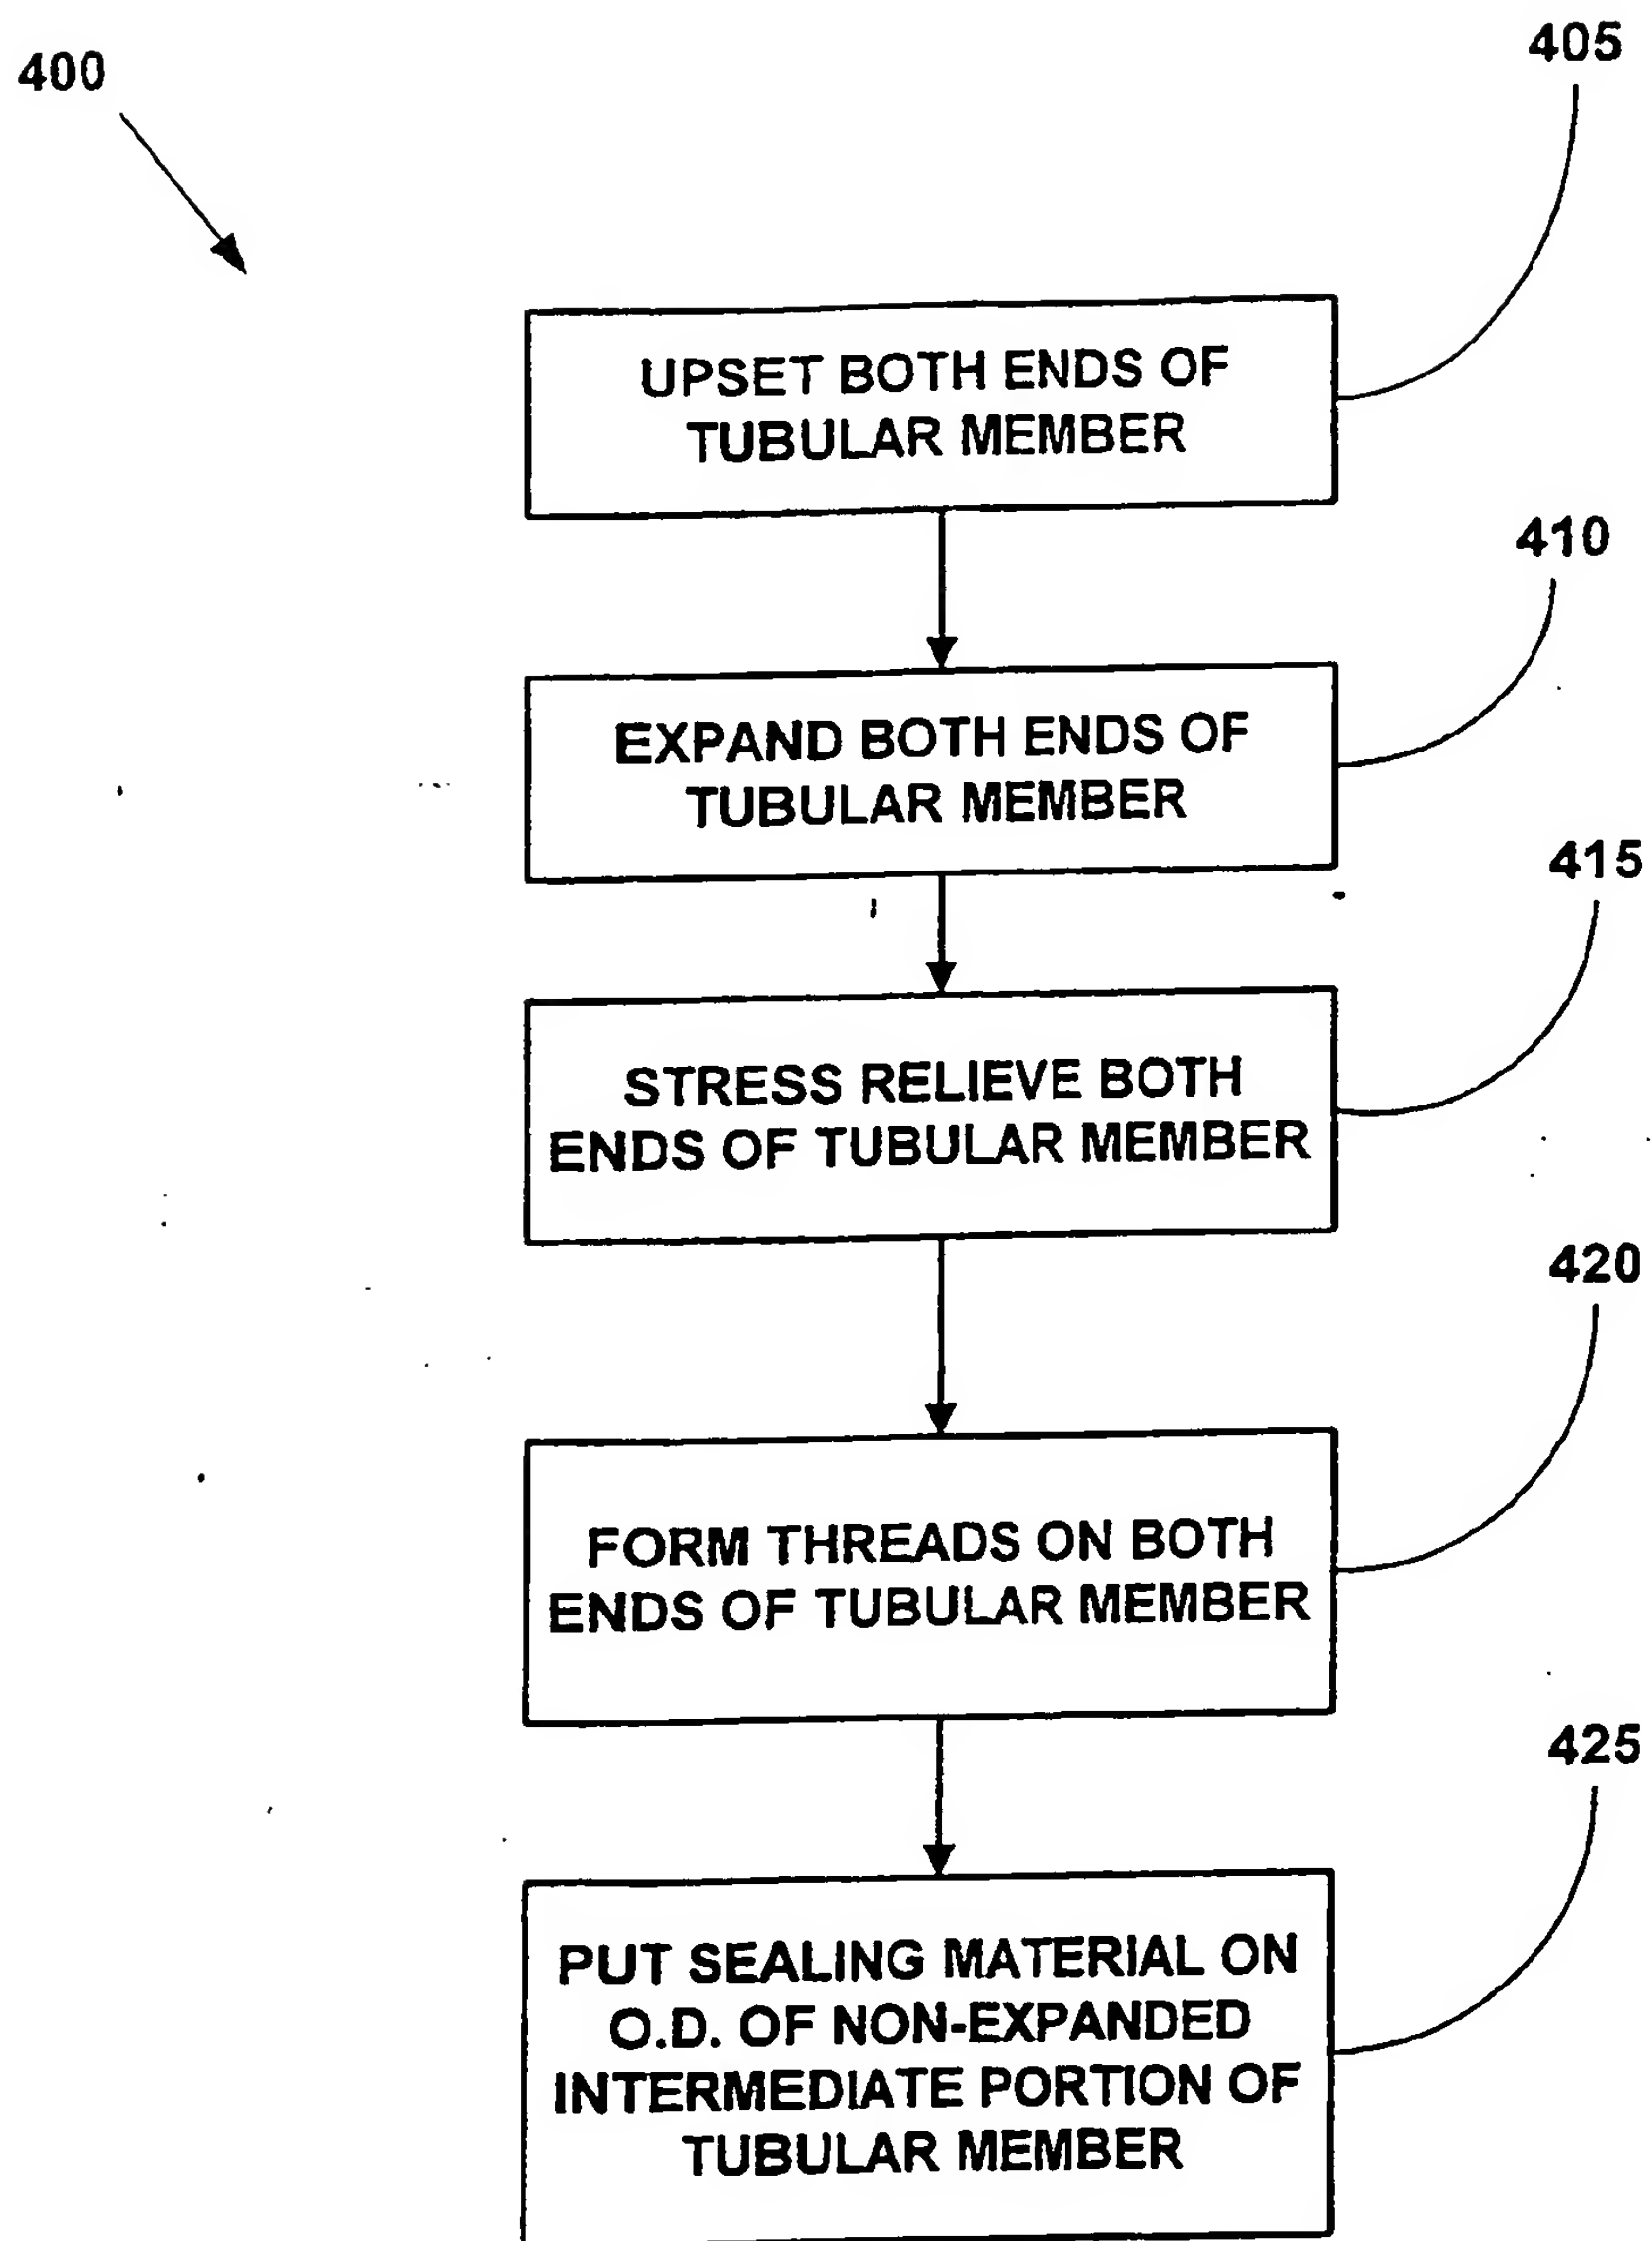 400
405
UPSET BOTH ENDS OF
TUBULAR MEMBER
410
EXPAND BOTH ENDS OF
TUBULAR MEMBER
415
STRESS RELIEVE BOTH
ENDS OF TUBULAR MEMBER
420
FORM THREADS ON BOTH
ENDS OF TUBULAR MEMBER
425
PUT SEALING MATERIAL ON
O.D. OF NON-EXPANDED
INTERMEDIATE PORTION OF
TUBULAR MEMBER